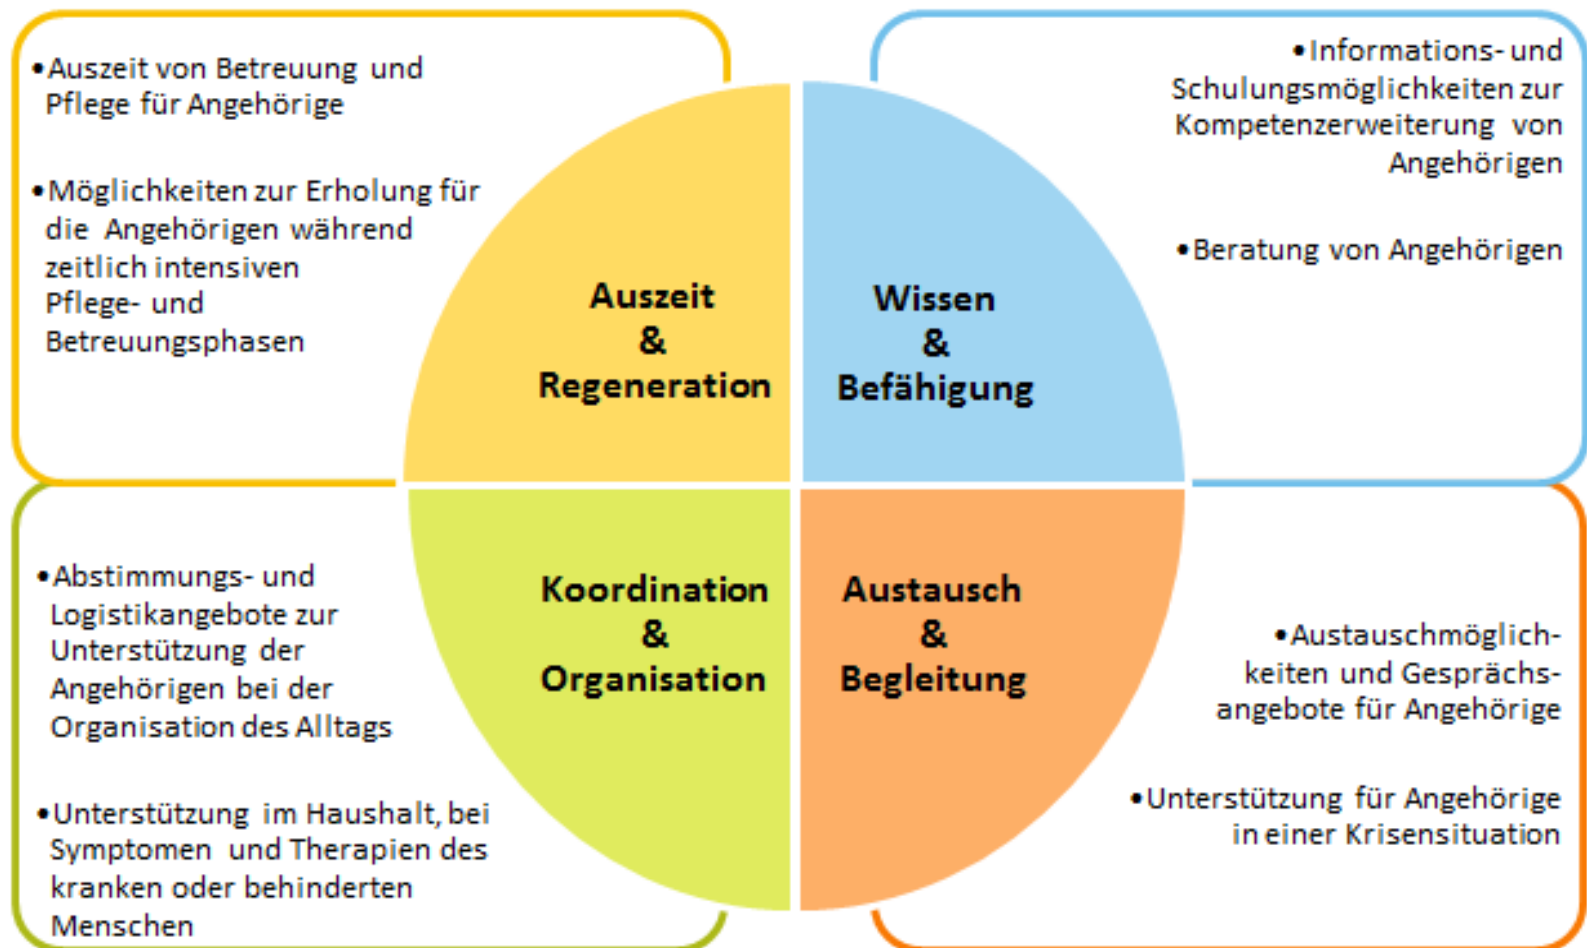 •Auszeit von Betreuung und
Pflege für Angehörige
•Möglichkeiten zur Erholung für
die Angehörigen während
zeitlich intensiven
Pflege- und
Betreuungsphasen
Auszeit
&
Regeneration
•Informations- und
Schulungsmöglichkeiten zur
Kompetenzerweiterung von
Angehörigen
•Beratung von Angehörigen
Wissen
&
Befähigung
•Abstimmungs- und
Logistikangebote zur
Unterstützung der
Angehörigen bei der
Organisation des Alltags
•Unterstützung im Haushalt, bei
Symptomen und Therapien des
kranken oder behinderten
Menschen
Koordination
&
Organisation
Austausch
&
Begleitung
•Austauschmöglich-
keiten und Gesprächs-
angebote für Angehörige
•Unterstützung für Angehörige
in einer Krisensituation